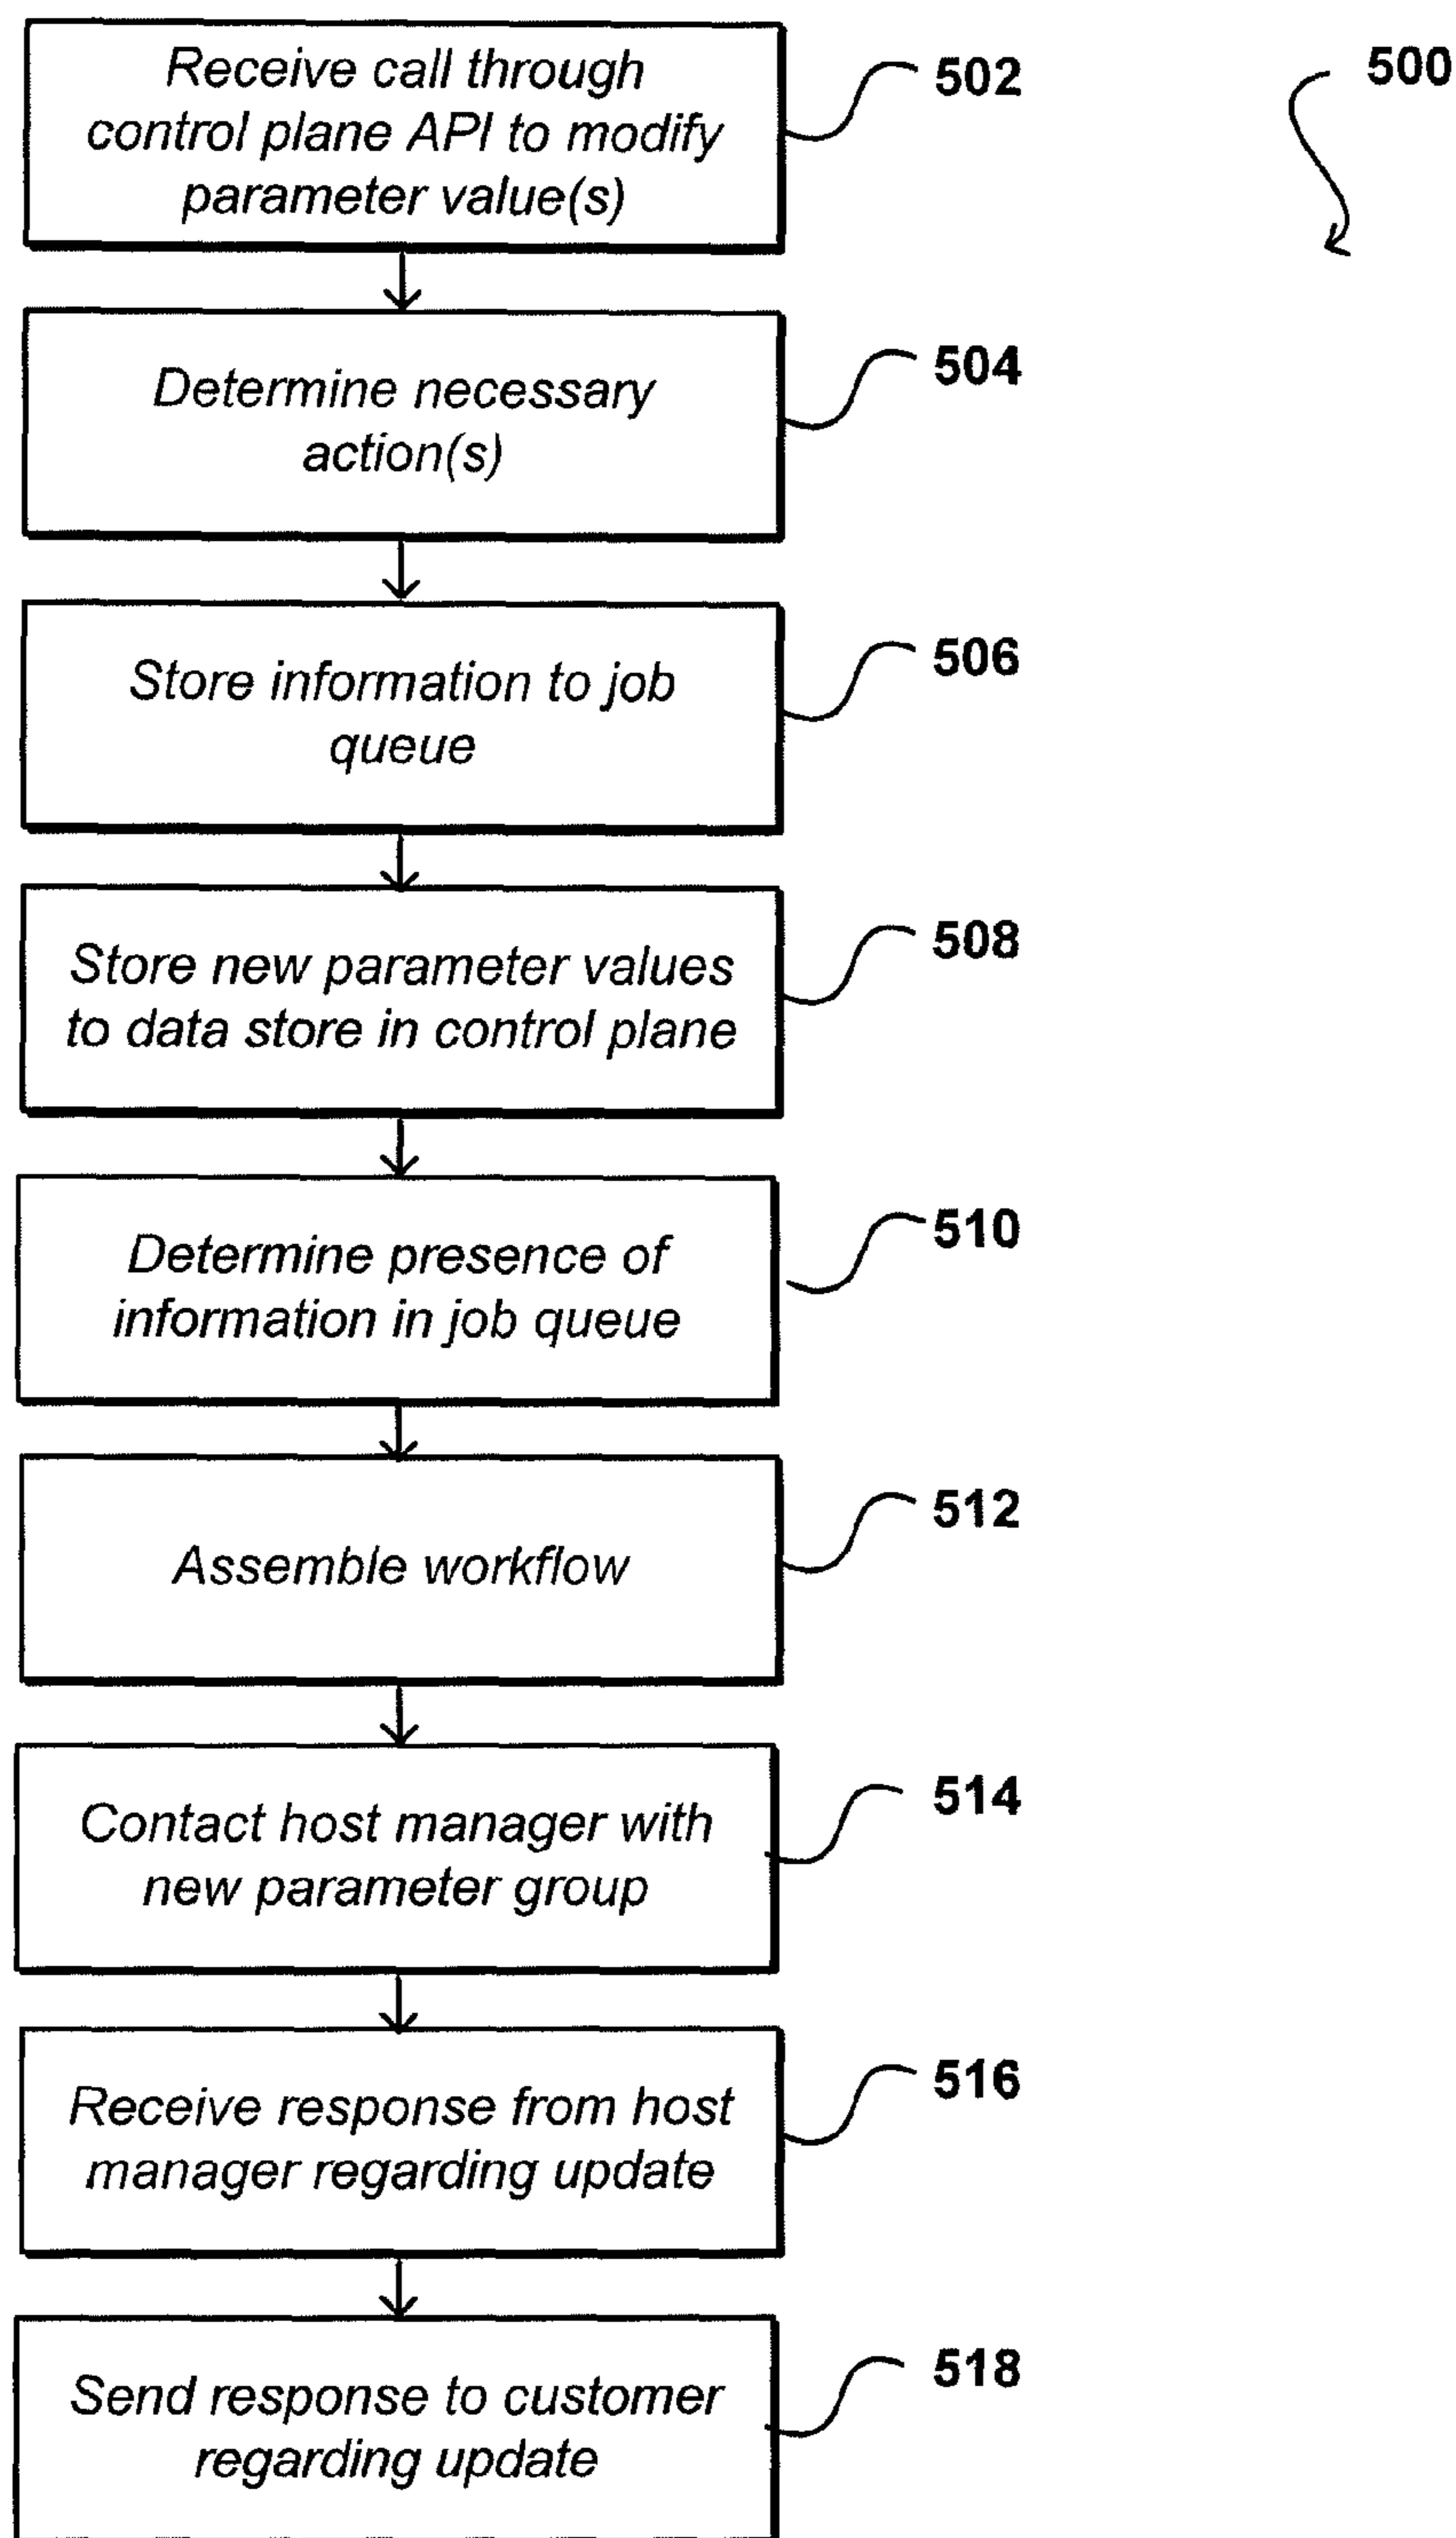 Receive call through
control plane API to modify
parameter value(s)
502
500
Determine necessary
action(s)
504
Store information to job
queue
506
Store new parameter values
to data store in control plane
508
Determine presence of
information in job queue
510
Assemble workflow
512
Contact host manager with
new parameter group
514
Receive response from host
manager regarding update
516
Send response to customer
regarding update
518